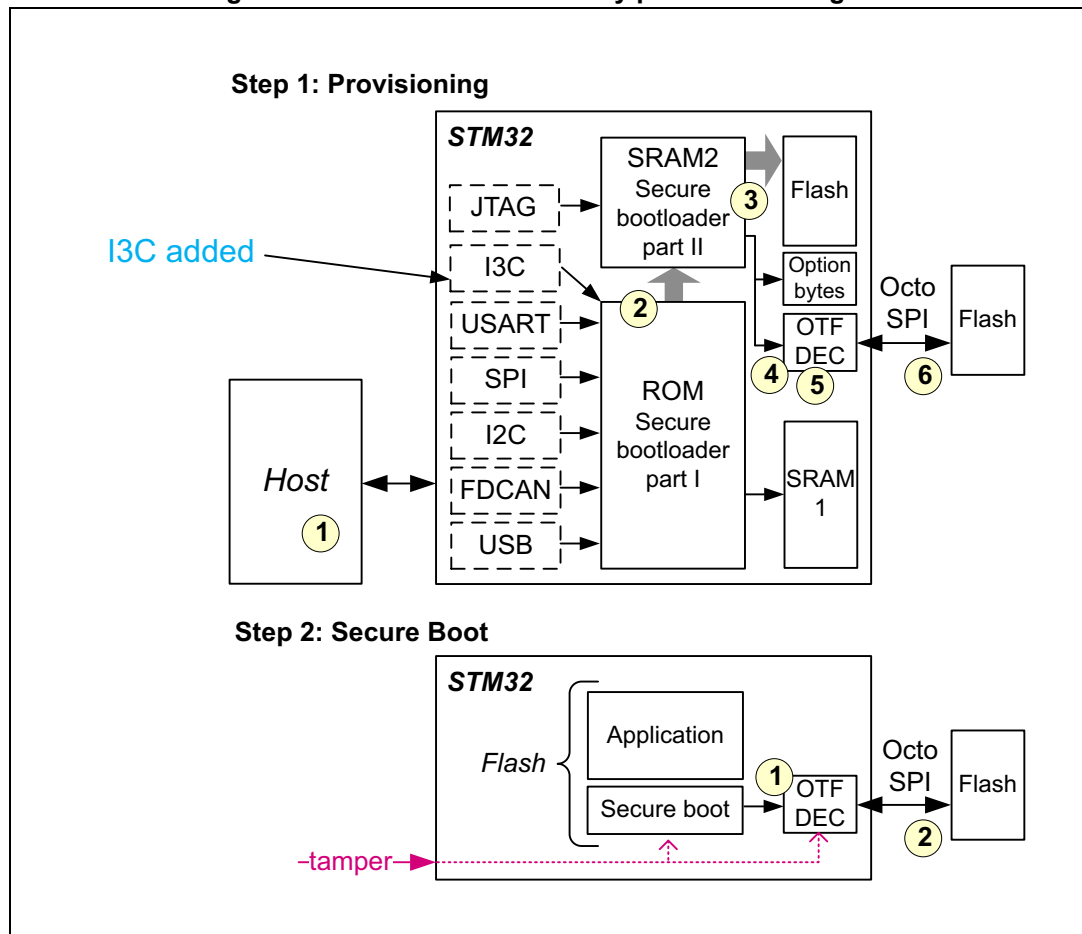 Step 1: Provisioning
STM32
SRAM2
Secure
bootloader
part II
3
Flash
JTAG
I3C added
I3C
Option
bytes
2
USART
OTF
DEC
4
5
Octo
SPI
6
Flash
SPI
ROM
Secure
bootloader
part I
I2C
Host
1
FDCAN
SRAM
1
USB
Step 2: Secure Boot
STM32
Application
Flash
Secure boot
1
OTF
DEC
Octo
SPI
2
Flash
tamper